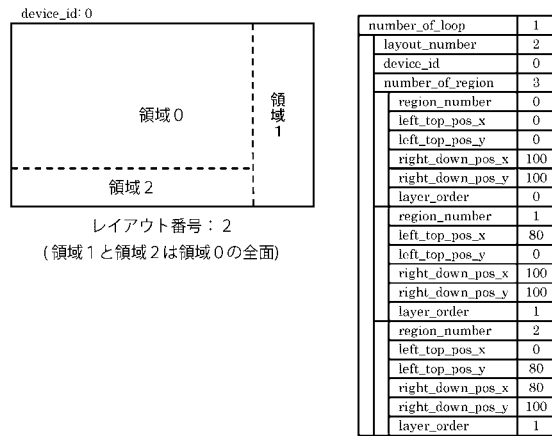 device_id: 0
領域0
領域1
領域2
レイアウト番号：2
(領域1と領域2は領域0の全面)
number_of_loop 1
layout_number 2
device_id 0
number_of_region 3
region_number 0
left_top_pos_x 0
left_top_pos_y 0
right_down_pos_x 100
right_down_pos_y 100
layer_order 0
region_number 1
left_top_pos_x 80
left_top_pos_y 0
right_down_pos_x 100
right_down_pos_y 100
layer_order 1
region_number 2
left_top_pos_x 0
left_top_pos_y 80
right_down_pos_x 80
right_down_pos_y 100
layer_order 1